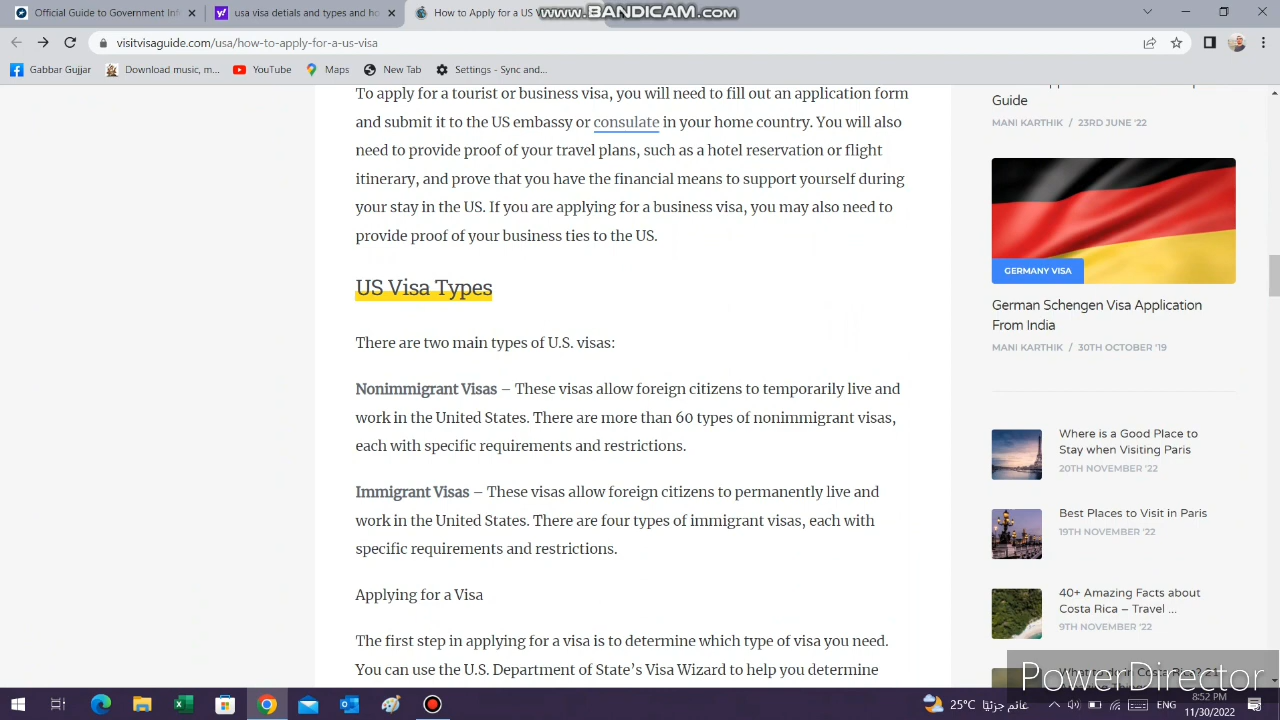 Official Guide to Government Inf
usa visa details and types and ho
How to Apply for a US V
www.BANDICAM.com
visitvisaguide.com/usa/how-to-apply-for-a-us-visa
Gabbar Gujjar
Download music, m...
YouTube
Maps
New Tab
Settings - Sync and...
To apply for a tourist or business visa, you will need to fill out an application form
and submit it to the US embassy or consulate in your home country. You will also
need to provide proof of your travel plans, such as a hotel reservation or flight
itinerary, and prove that you have the financial means to support yourself during
your stay in the US. If you are applying for a business visa, you may also need to
provide proof of your business ties to the US.
US Visa Types
There are two main types of U.S. visas:
Nonimmigrant Visas – These visas allow foreign citizens to temporarily live and
work in the United States. There are more than 60 types of nonimmigrant visas,
each with specific requirements and restrictions.
Immigrant Visas – These visas allow foreign citizens to permanently live and
work in the United States. There are four types of immigrant visas, each with
specific requirements and restrictions.
Applying for a Visa
The first step in applying for a visa is to determine which type of visa you need.
You can use the U.S. Department of State's Visa Wizard to help you determine
Guide
MANI KARTHIK / 23RD JUNE '22
GERMANY VISA
German Schengen Visa Application
From India
MANI KARTHIK / 30TH OCTOBER '19
Where is a Good Place to
Stay when Visiting Paris
20TH NOVEMBER '22
Best Places to Visit in Paris
19TH NOVEMBER '22
40+ Amazing Facts about
Costa Rica – Travel ...
9TH NOVEMBER '22
PowerDirector
25°C غائم جزئيًا
8:52 PM
11/30/2022